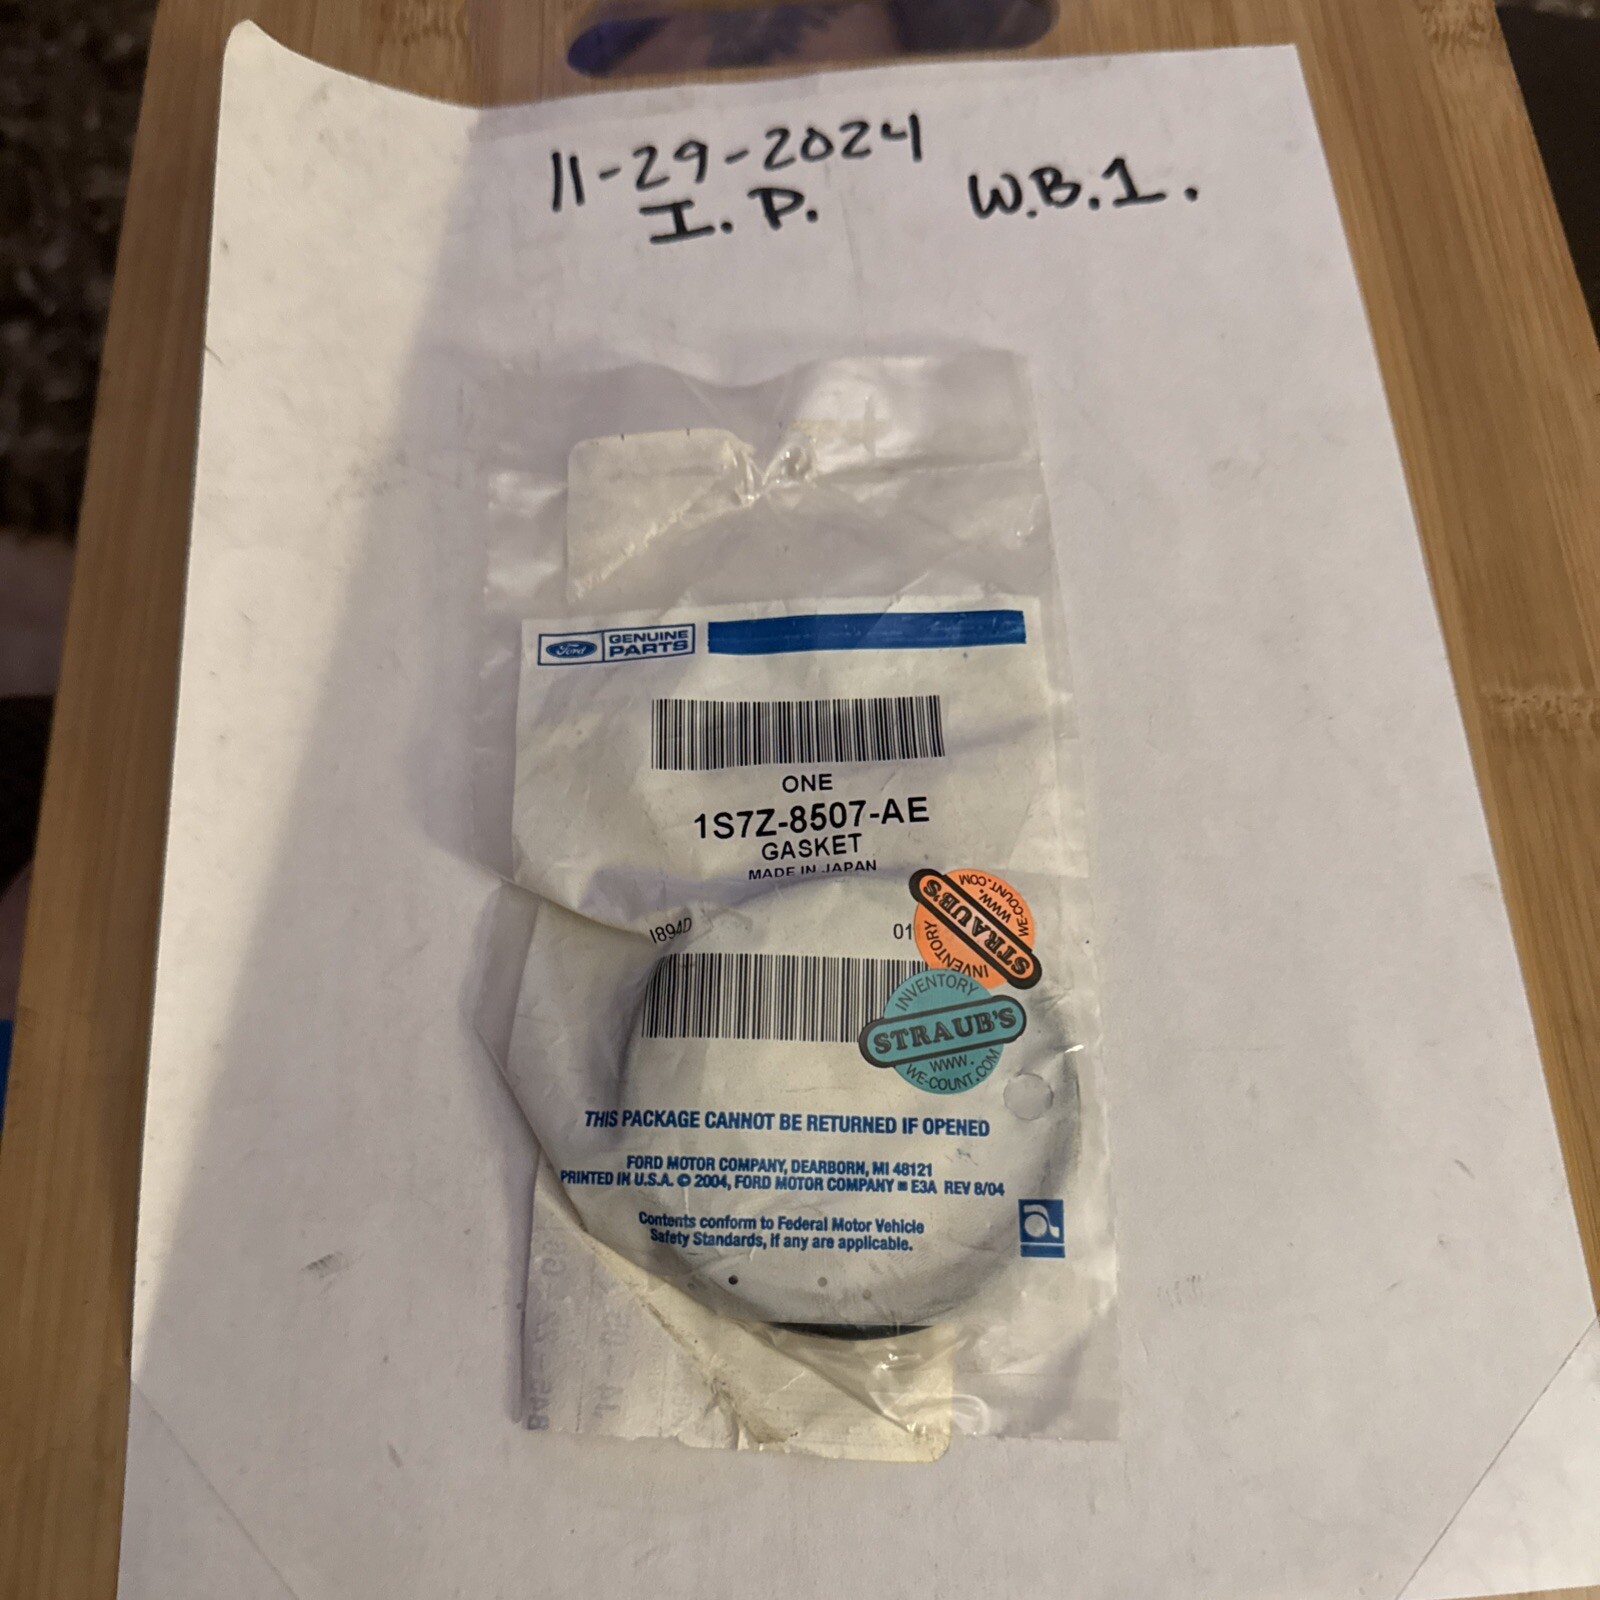 11-29-2024
I. P.
W.B.1.
Ford
GENUINE
PARTS
ONE
1S7Z-8507-AE
GASKET
MADE IN JAPAN
I894D
01
STRAUB'S
INVENTORY
WWW.
WE-COUNT.COM
INVENTORY
STRAUB'S
WWW.
WE-COUNT.COM
THIS PACKAGE CANNOT BE RETURNED IF OPENED
FORD MOTOR COMPANY, DEARBORN, MI 48121
PRINTED IN U.S.A. © 2004, FORD MOTOR COMPANY E3A REV 8/04
Contents conform to Federal Motor Vehicle
Safety Standards, if any are applicable.